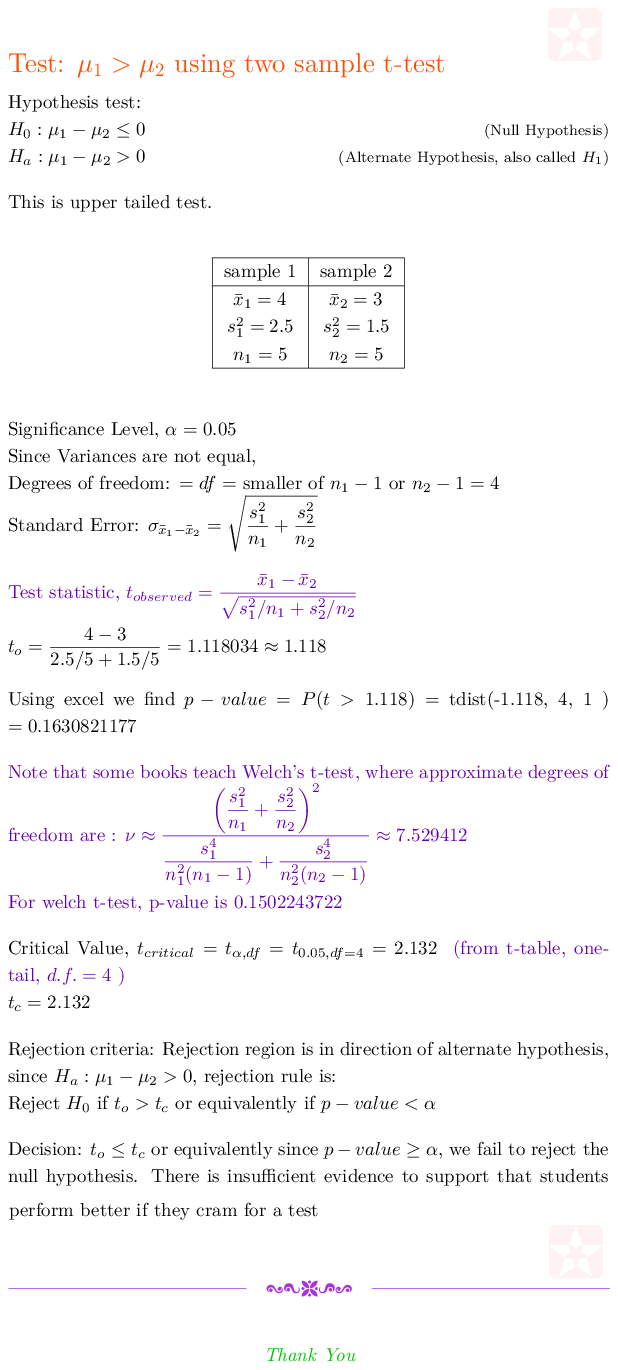 Test: μ₁ > μ₂ using two sample t-test
Hypothesis test:
H₀ : μ₁ − μ₂ ≤ 0 (Null Hypothesis)
Hₐ : μ₁ − μ₂ > 0 (Alternate Hypothesis, also called H₁)
This is upper tailed test.
sample 1 sample 2
x̄₁ = 4 x̄₂ = 3
s₁² = 2.5 s₂² = 1.5
n₁ = 5 n₂ = 5
Significance Level, α = 0.05
Since Variances are not equal,
Degrees of freedom: = df = smaller of n₁ − 1 or n₂ − 1 = 4
Standard Error: σ_{x̄₁−x̄₂} = √(s₁²/n₁ + s₂²/n₂)
Test statistic, t_{observed} = (x̄₁ − x̄₂)/√(s₁²/n₁ + s₂²/n₂)
tₒ = (4 − 3)/(2.5/5 + 1.5/5) = 1.118034 ≈ 1.118
Using excel we find p − value = P(t > 1.118) = tdist(-1.118, 4, 1 )
= 0.1630821177
Note that some books teach Welch's t-test, where approximate degrees of
freedom are : ν ≈ (s₁²/n₁ + s₂²/n₂)² / (s₁⁴/(n₁²(n₁ − 1)) + s₂⁴/(n₂²(n₂ − 1))) ≈ 7.529412
For welch t-test, p-value is 0.1502243722
Critical Value, t_{critical} = t_{α,df} = t_{0.05,df=4} = 2.132 (from t-table, one-
tail, d.f. = 4 )
t_c = 2.132
Rejection criteria: Rejection region is in direction of alternate hypothesis,
since Hₐ : μ₁ − μ₂ > 0, rejection rule is:
Reject H₀ if tₒ > t_c or equivalently if p − value < α
Decision: tₒ ≤ t_c or equivalently since p − value ≥ α, we fail to reject the
null hypothesis. There is insufficient evidence to support that students
perform better if they cram for a test
Thank You